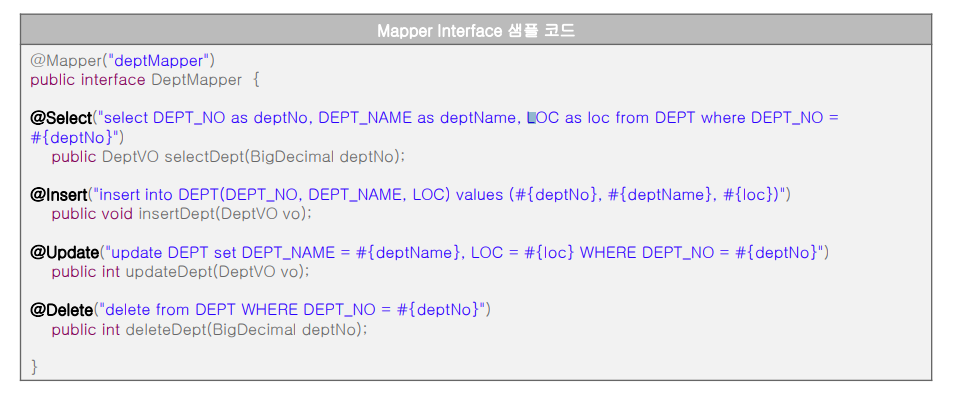 Mapper Interface 샘플 코드
@Mapper("deptMapper")
public interface DeptMapper {
@Select("select DEPT_NO as deptNo, DEPT_NAME as deptName, LOC as loc from DEPT where DEPT_NO =
#{deptNo}")
public DeptVO selectDept(BigDecimal deptNo);
@Insert("insert into DEPT(DEPT_NO, DEPT_NAME, LOC) values (#{deptNo}, #{deptName}, #{loc})")
public void insertDept(DeptVO vo);
@Update("update DEPT set DEPT_NAME = #{deptName}, LOC = #{loc} WHERE DEPT_NO = #{deptNo}")
public int updateDept(DeptVO vo);
@Delete("delete from DEPT WHERE DEPT_NO = #{deptNo}")
public int deleteDept(BigDecimal deptNo);
}